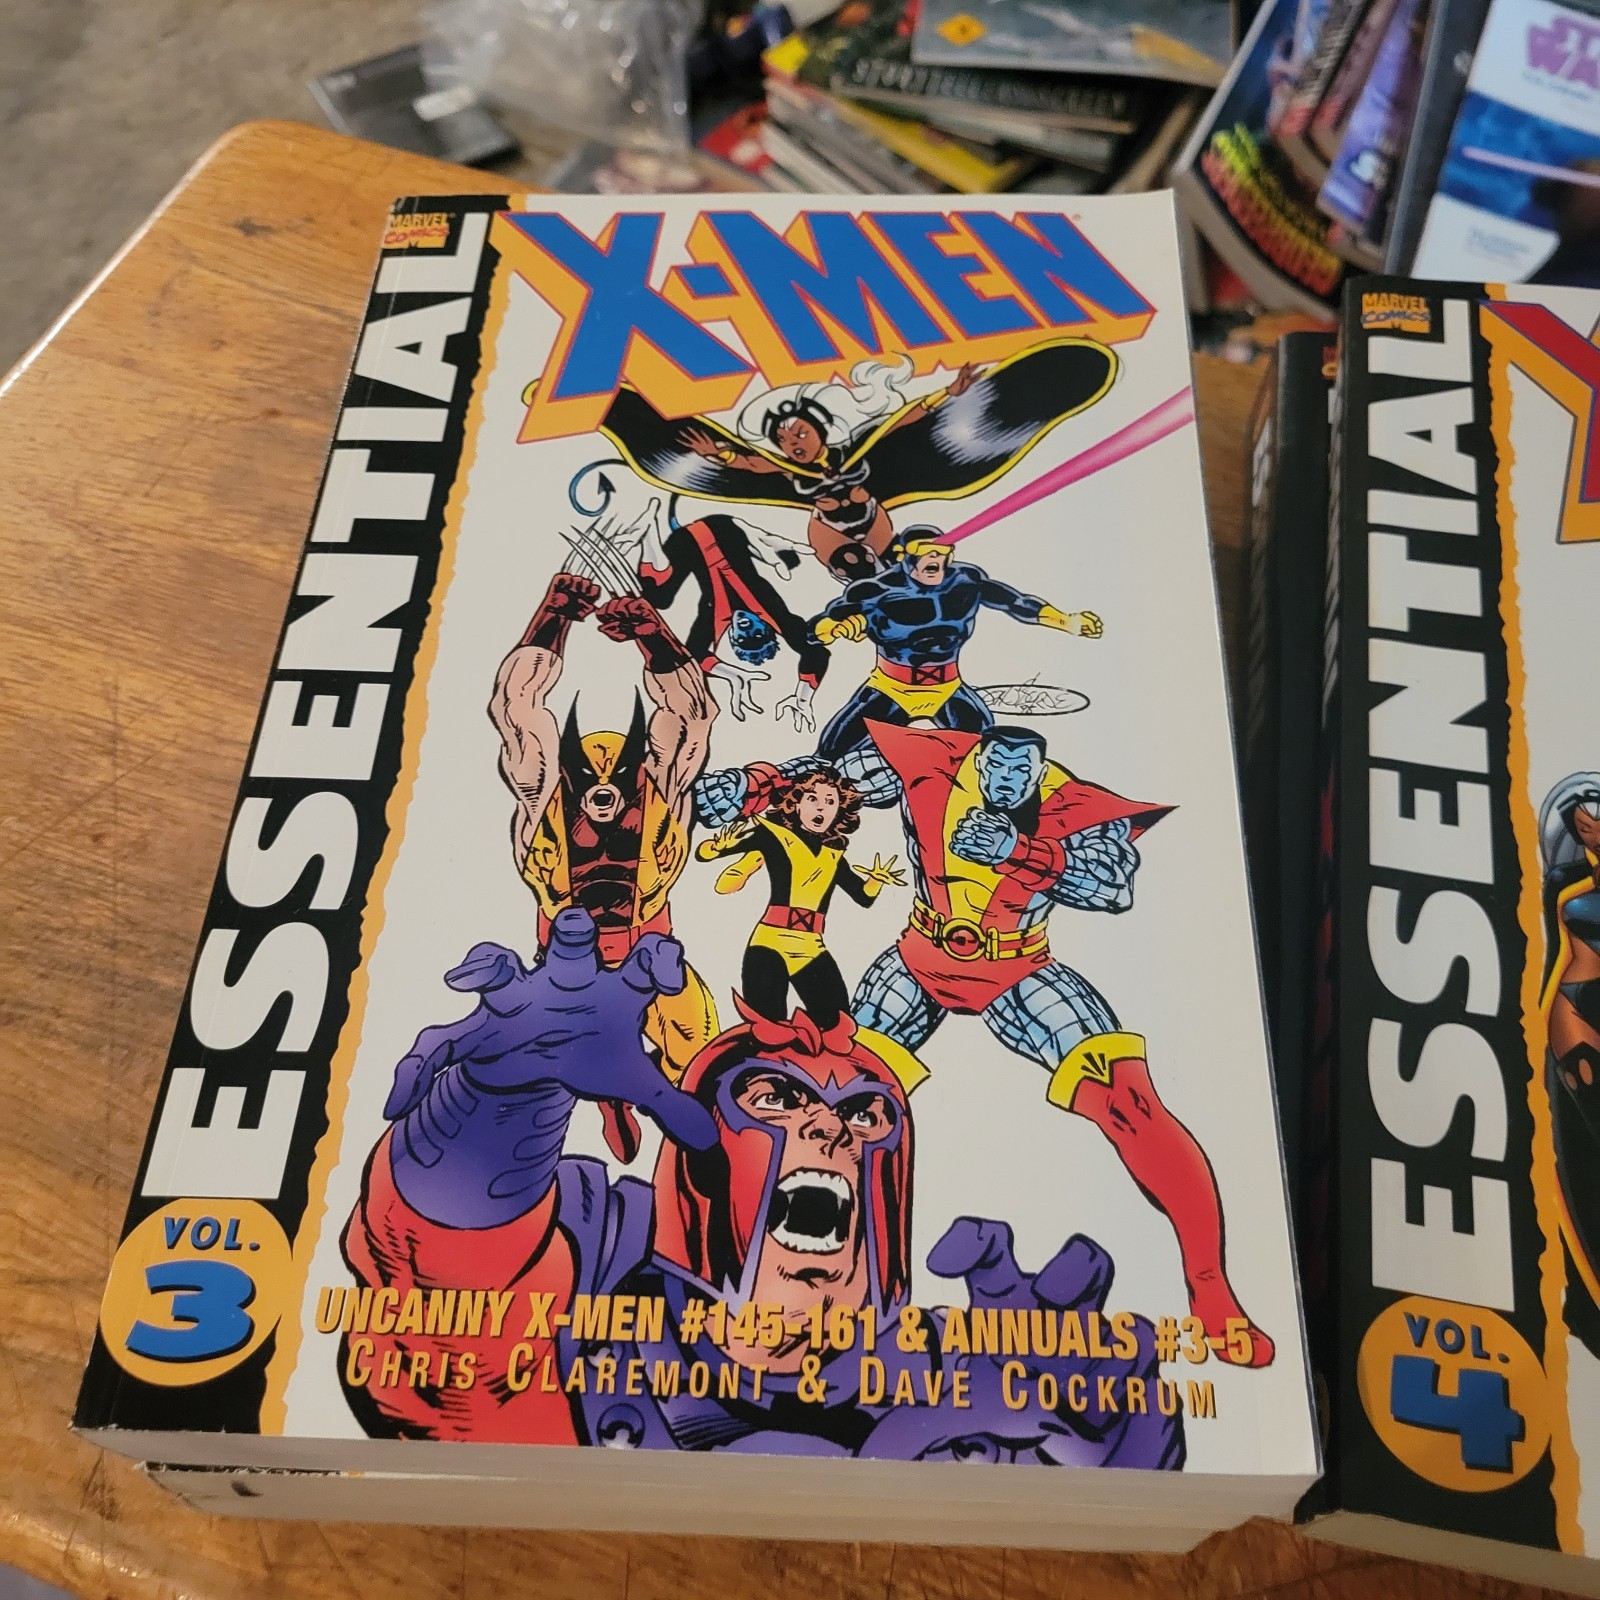 MARVEL
COMICS
ESSENTIAL
X-MEN
VOL.
3
UNCANNY X-MEN #145-161 & ANNUALS #3-5
CHRIS CLAREMONT & DAVE COCKRUM
MARVEL
COMICS
ESSENTIAL
VOL.
4